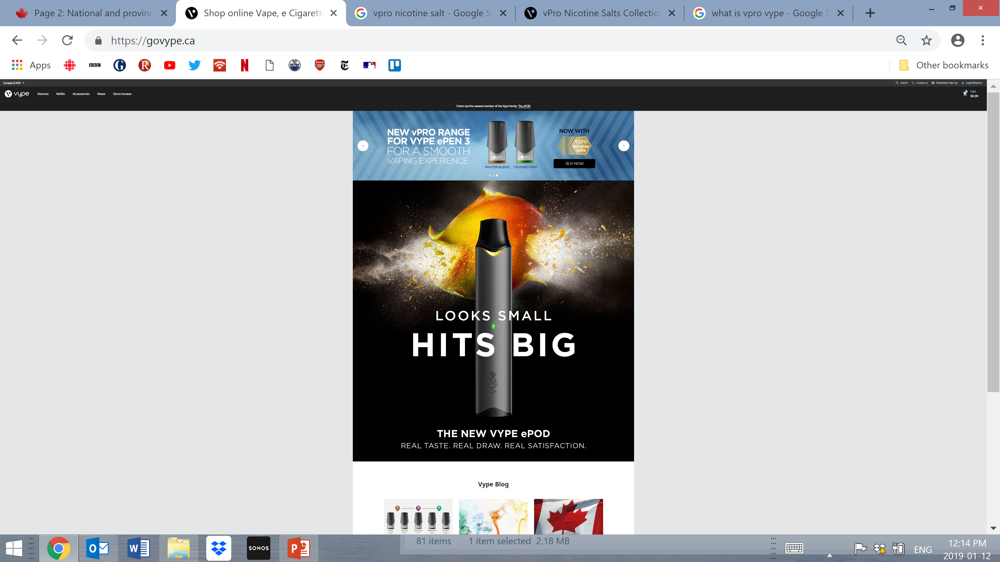 Page 2: National and provinc
Shop online Vape, e Cigarett
vpro nicotine salt - Google S
vPro Nicotine Salts Collection
what is vpro vype - Google S
https://govype.ca
Apps
BBC
Other bookmarks
Canada (CAD)
Search
Contact us
Newsletter Sign-up
Login/Register
vype
Devices
Refills
Accessories
News
Store locator
Cart
$0.00
Check out the newest member of the Vype family. The ePOD
NEW vPRO RANGE
FOR VYPE ePEN 3
FOR A SMOOTH
VAPING EXPERIENCE.
pro
pro
MASTER BLEND
CRUSHED MINT
NOW WITH
vpro
nicotine
salts
BUY NOW
LOOKS SMALL
HITS BIG
vype
THE NEW VYPE ePOD
REAL TASTE. REAL DRAW. REAL SATISFACTION.
Vype Blog
0
12
18
81 items
1 item selected 2.18 MB
SONOS
ENG
12:14 PM
2019-01-12